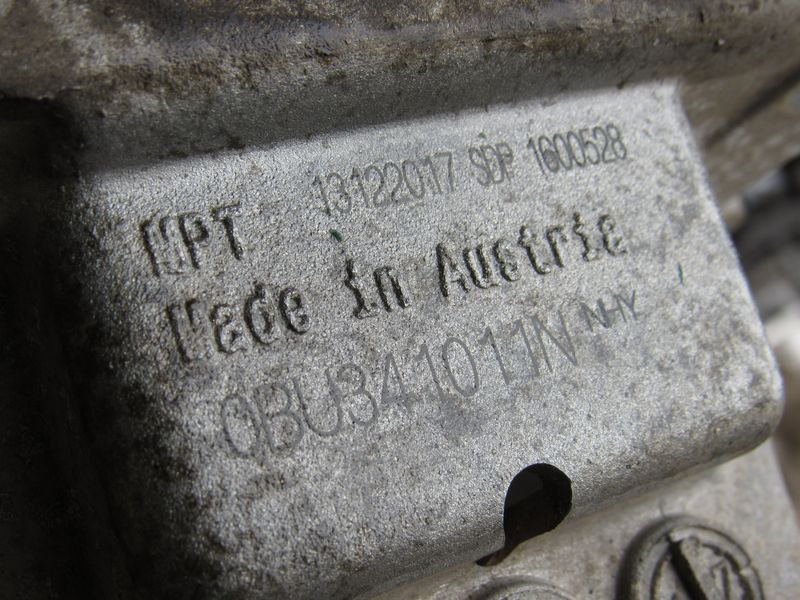 13122017 SDP 1600528
MPT
Made in Austria
0BU341011N NHY